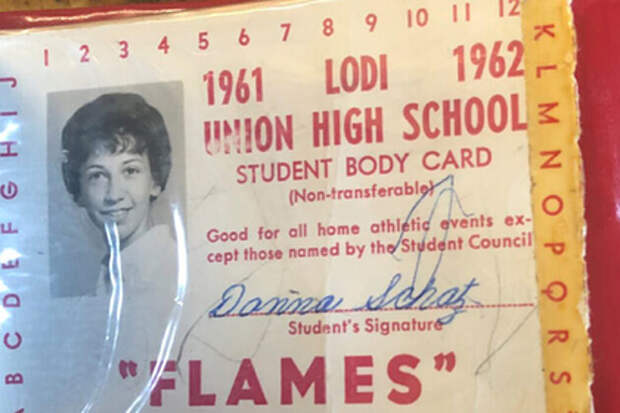 1 2 3 4 5 6 7 8 9 10 11 12
1961 LODI 1962
UNION HIGH SCHOOL
STUDENT BODY CARD
(Non-transferable)
Good for all home athletic events ex-
cept those named by the Student Council
Donna Schatz
Student's Signature
"FLAMES"
B C D E F G H I J
K L M N O P Q R S